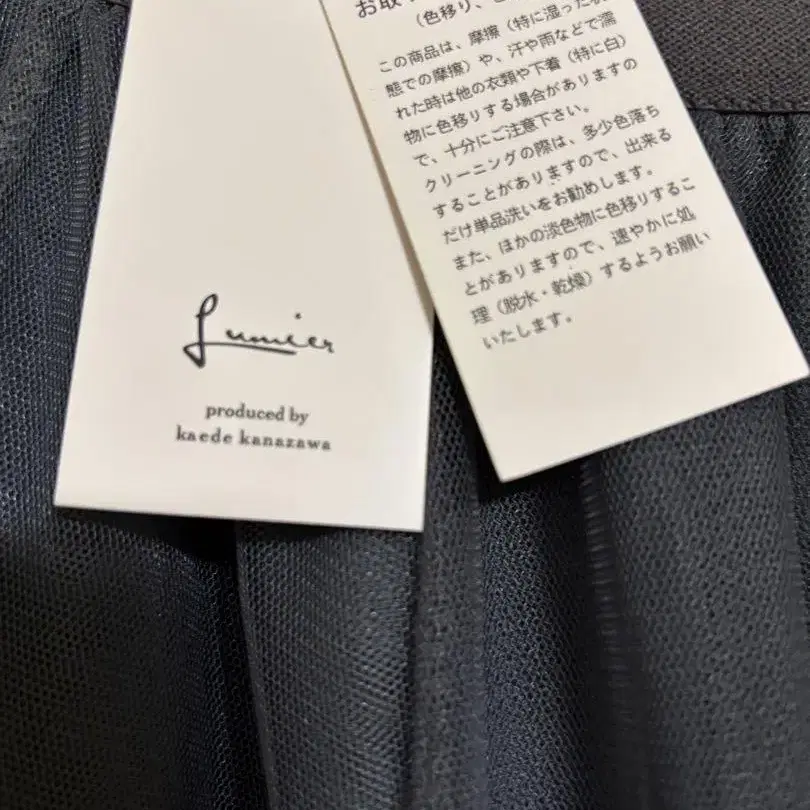 Lumier
produced by
kaede kanazawa
お取
（色移り、
この商品は、摩擦（特に湿った状
態での摩擦）や、汗や雨などで濡
れた時は他の衣類や下着（特に白）
物に色移りする場合がありますの
で、十分にご注意下さい。
クリーニングの際は、多少色落ち
することがありますので、出来る
だけ単品洗いをお勧めします。
また、ほかの淡色物に色移りするこ
とがありますので、速やかに処
理（脱水・乾燥）するようお願い
いたします。